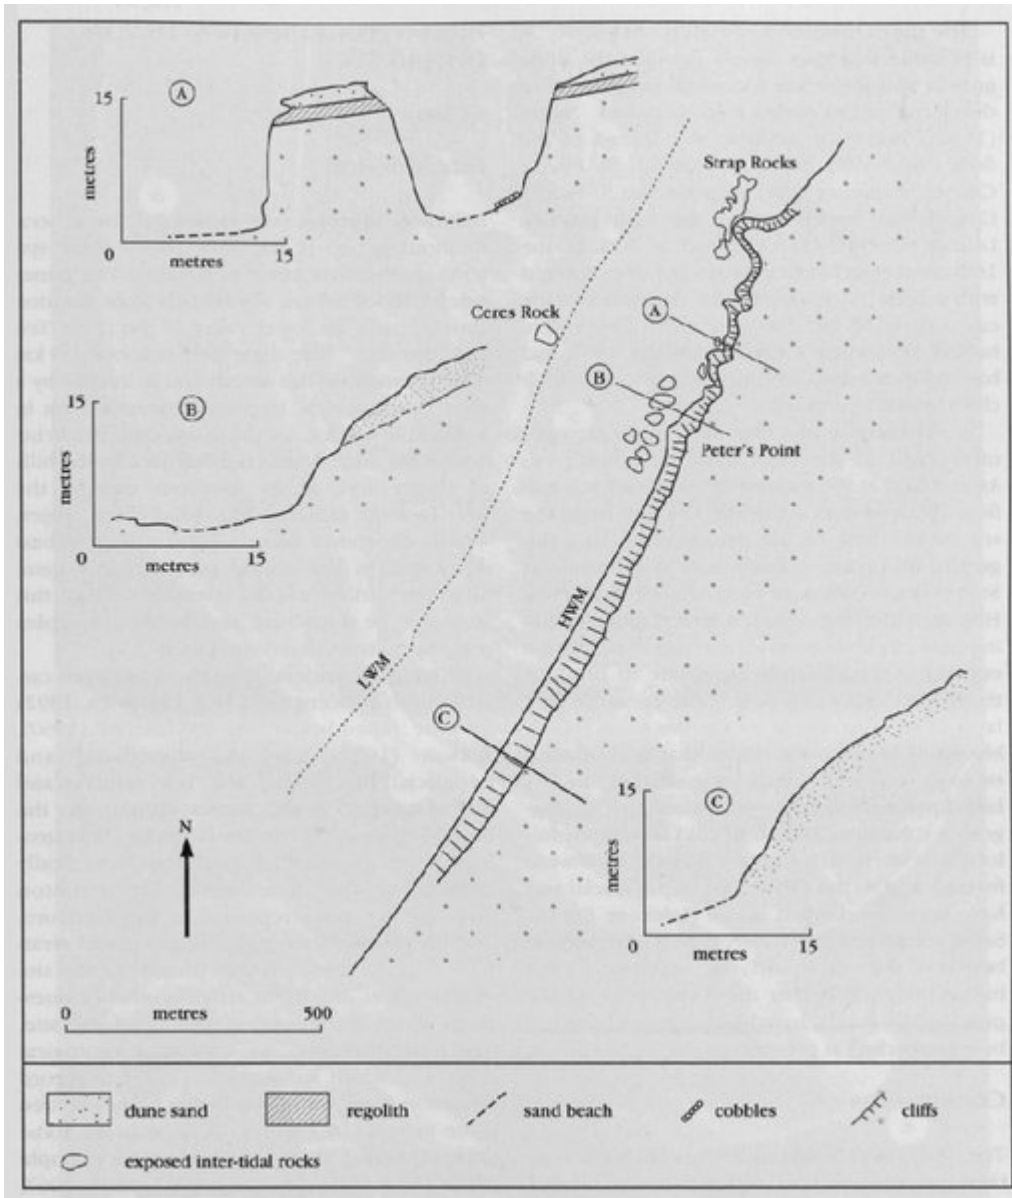 15
A
metres
0
15
metres
Strap Rocks
Ceres Rock
A
B
15
B
metres
0
15
metres
Peter's Point
HWM
LWM
C
15
C
metres
0
15
metres
N
0
metres
500
dune sand
regolith
sand beach
cobbles
cliffs
exposed inter-tidal rocks